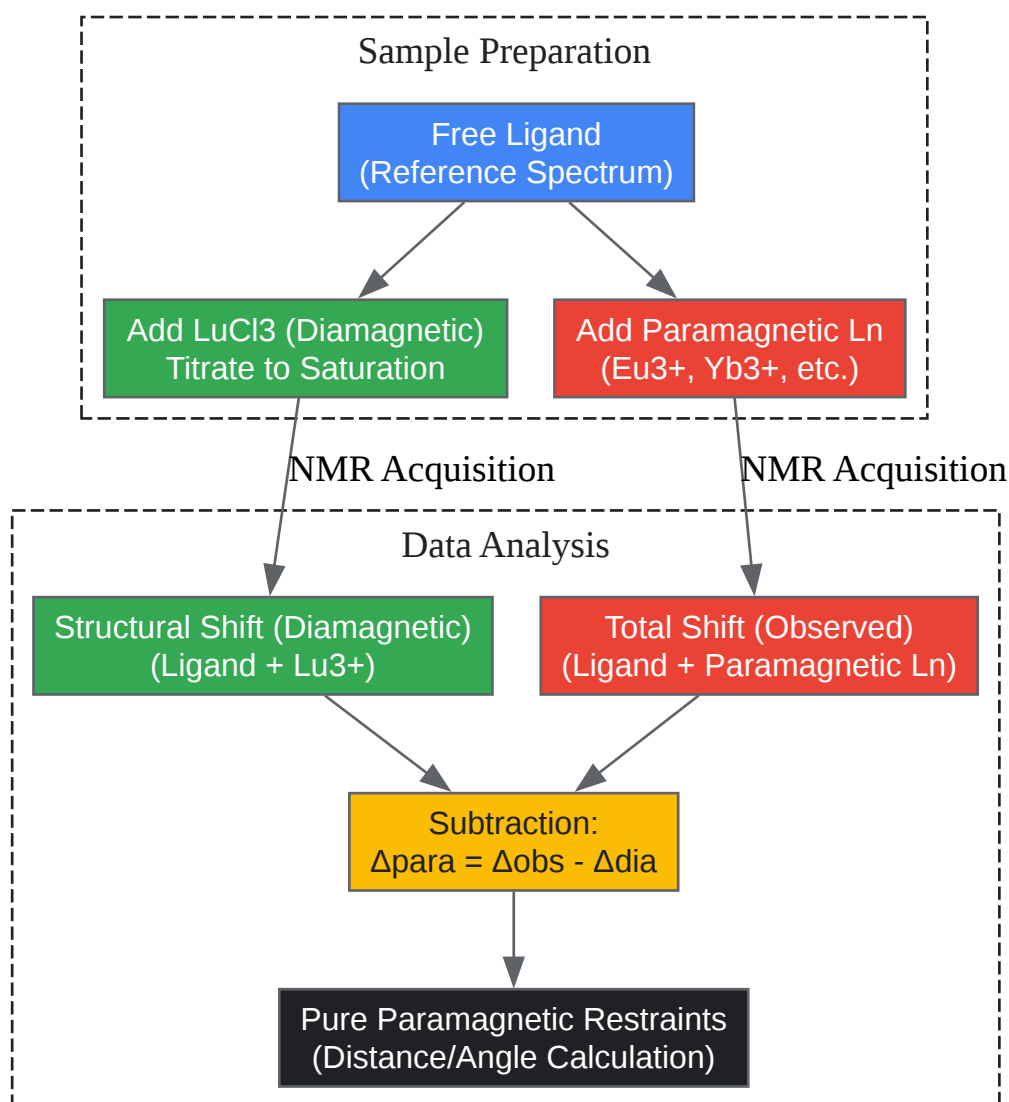 Sample Preparation
Free Ligand
(Reference Spectrum)
Add LuCl3 (Diamagnetic)
Titrate to Saturation
Add Paramagnetic Ln
(Eu3+, Yb3+, etc.)
NMR Acquisition
NMR Acquisition
Data Analysis
Structural Shift (Diamagnetic)
(Ligand + Lu3+)
Total Shift (Observed)
(Ligand + Paramagnetic Ln)
Subtraction:
Δpara = Δobs - Δdia
Pure Paramagnetic Restraints
(Distance/Angle Calculation)